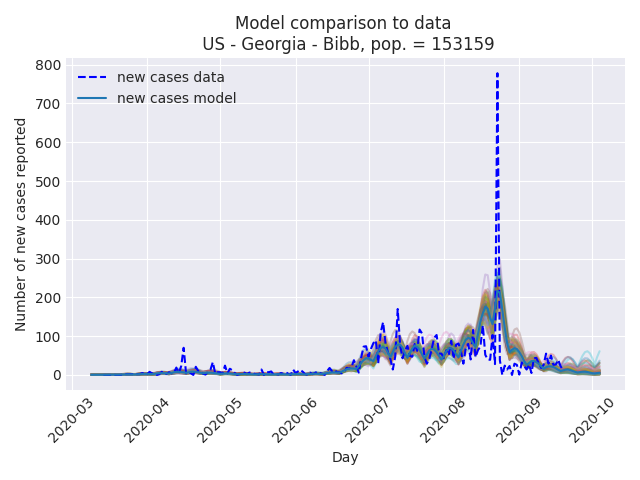 Model comparison to data
US - Georgia - Bibb, pop. = 153159
Number of new cases reported
800
700
600
500
400
300
200
100
0
new cases data
new cases model
2020-03
2020-04
2020-05
2020-06
2020-07
2020-08
2020-09
2020-10
Day